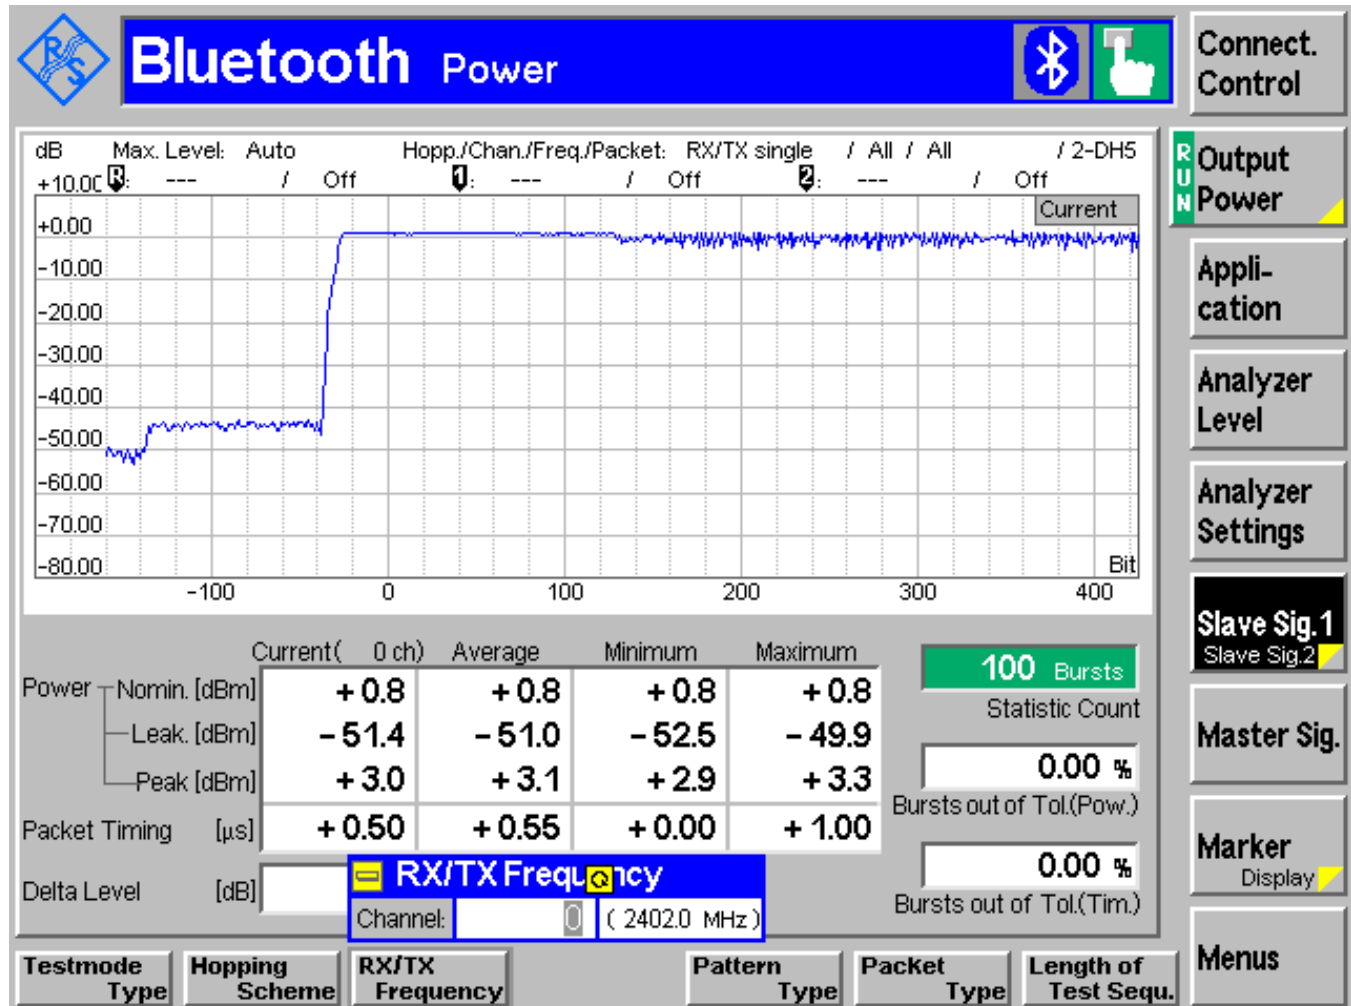 R&S
Bluetooth Power
Connect. Control
dB Max. Level: Auto Hopp./Chan./Freq./Packet: RX/TX single / All / All / 2-DH5
R: --- / Off 1: --- / Off 2: --- / Off
Current
+10.00
+0.00
-10.00
-20.00
-30.00
-40.00
-50.00
-60.00
-70.00
-80.00
Bit
-100 0 100 200 300 400
RUN
Output Power
Appli-
cation
Analyzer
Level
Analyzer
Settings
Slave Sig.1
Slave Sig.2
Master Sig.
Marker
Display
Menus
Current( 0 ch) Average Minimum Maximum
Power Nomin. [dBm] +0.8 +0.8 +0.8 +0.8
Leak. [dBm] -51.4 -51.0 -52.5 -49.9
Peak [dBm] +3.0 +3.1 +2.9 +3.3
Packet Timing [µs] +0.50 +0.55 +0.00 +1.00
Delta Level [dB]
100 Bursts
Statistic Count
0.00 %
Bursts out of Tol.(Pow.)
0.00 %
Bursts out of Tol.(Tim.)
RX/TX Frequency
Channel: 0 ( 2402.0 MHz )
Testmode Type
Hopping Scheme
RX/TX Frequency
Pattern Type
Packet Type
Length of Test Sequ.